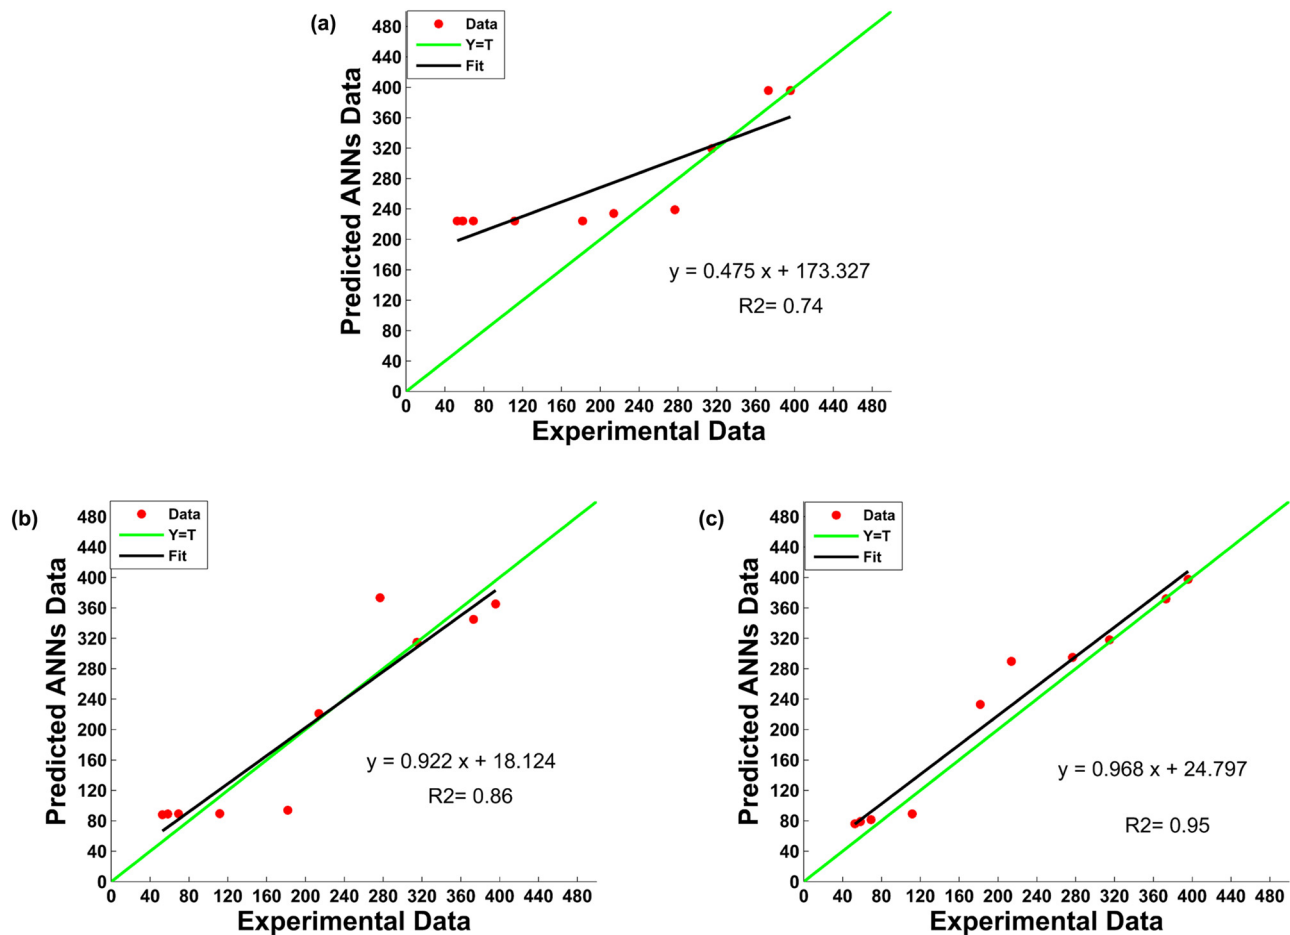 (a)
Data
Y=T
Fit
480
440
400
360
320
280
240
200
160
120
80
40
0
Predicted ANNs Data
y = 0.475 x + 173.327
R2= 0.74
0 40 80 120 160 200 240 280 320 360 400 440 480
Experimental Data
(b)
Data
Y=T
Fit
480
440
400
360
320
280
240
200
160
120
80
40
0
Predicted ANNs Data
y = 0.922 x + 18.124
R2= 0.86
0 40 80 120 160 200 240 280 320 360 400 440 480
Experimental Data
(c)
Data
Y=T
Fit
480
440
400
360
320
280
240
200
160
120
80
40
0
Predicted ANNs Data
y = 0.968 x + 24.797
R2= 0.95
0 40 80 120 160 200 240 280 320 360 400 440 480
Experimental Data